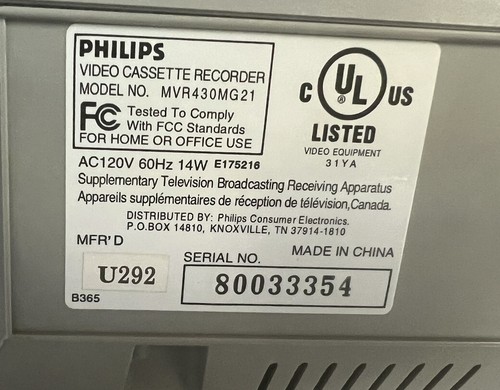 PHILIPS
VIDEO CASSETTE RECORDER
MODEL NO. MVR430MG21
FC Tested To Comply
With FCC Standards
FOR HOME OR OFFICE USE
C UL ® US
LISTED
VIDEO EQUIPMENT
31YA
AC120V 60Hz 14W E175216
Supplementary Television Broadcasting Receiving Apparatus
Appareils supplémentaires de réception de télévision,Canada.
DISTRIBUTED BY: Philips Consumer Electronics.
P.O.BOX 14810, KNOXVILLE, TN 37914-1810
MFR'D
U292
B365
SERIAL NO.
MADE IN CHINA
80033354